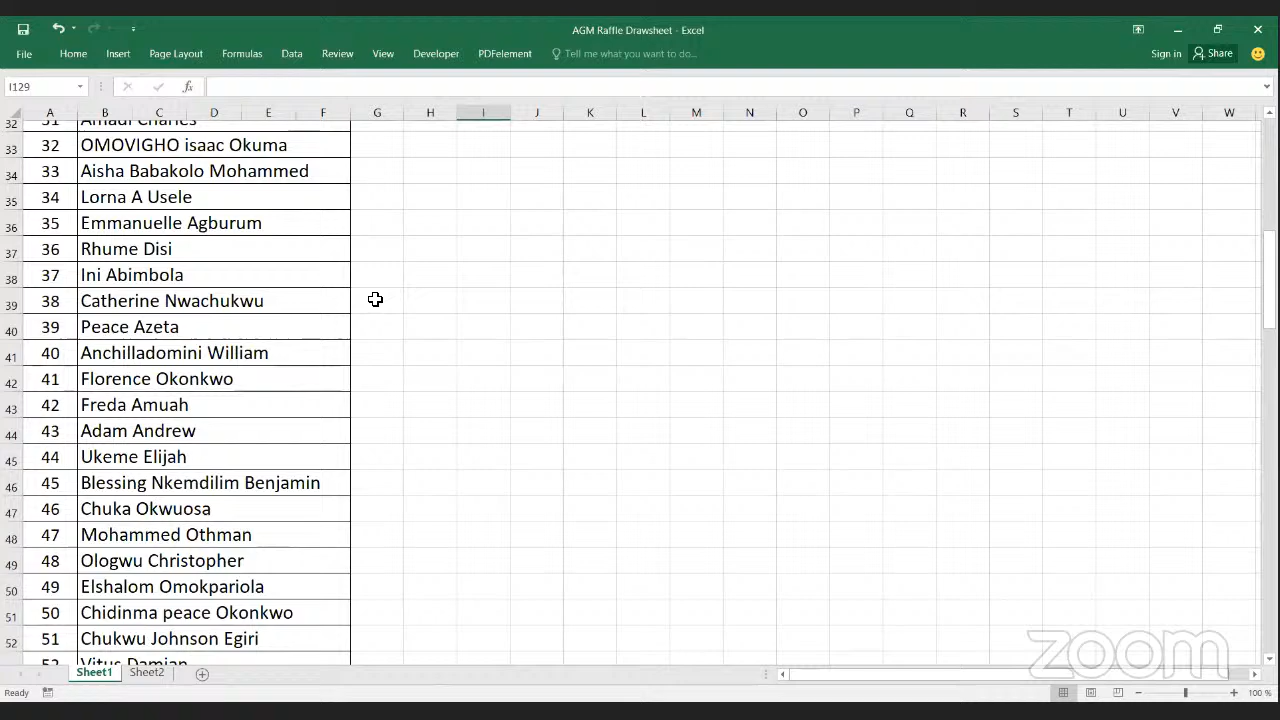 AGM Raffle Drawsheet - Excel
File Home Insert Page Layout Formulas Data Review View Developer PDFelement Tell me what you want to do... Sign in Share
I129 fx
A B C D E F G H I J K L M N O P Q R S T U V W
32 31 Amadi Charles
33 32 OMOVIGHO isaac Okuma
34 33 Aisha Babakolo Mohammed
35 34 Lorna A Usele
36 35 Emmanuelle Agburum
37 36 Rhume Disi
38 37 Ini Abimbola
39 38 Catherine Nwachukwu
40 39 Peace Azeta
41 40 Anchilladomini William
42 41 Florence Okonkwo
43 42 Freda Amuah
44 43 Adam Andrew
45 44 Ukeme Elijah
46 45 Blessing Nkemdilim Benjamin
47 46 Chuka Okwuosa
48 47 Mohammed Othman
49 48 Ologwu Christopher
50 49 Elshalom Omokpariola
51 50 Chidinma peace Okonkwo
52 51 Chukwu Johnson Egiri
52 Vitus Damian
zoom
Sheet1 Sheet2
Ready 100 %